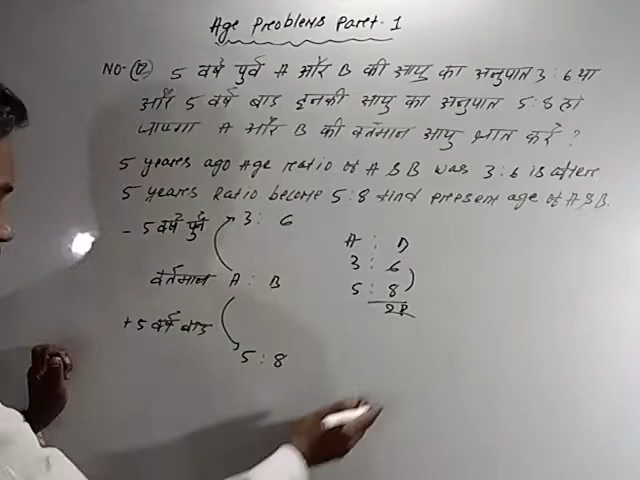 Age Problems Part-1
NO-(12) 5 वर्ष पुर्व A और B की आयु का अनुपात 3:6 था
और 5 वर्ष बाद इनकी आयु का अनुपात 5:8 हो
जाएगा A और B की वर्तमान आयु ज्ञात करे ?
5 years ago Age ratio of A & B was 3:6 is after
5 years Ratio become 5:8 find present age of A & B.
- 5 वर्ष पुर्व 3 : 6
A : B
3 : 6
वर्तमान A : B
5 : 8
2R
+ 5 वर्ष बाद
5 : 8